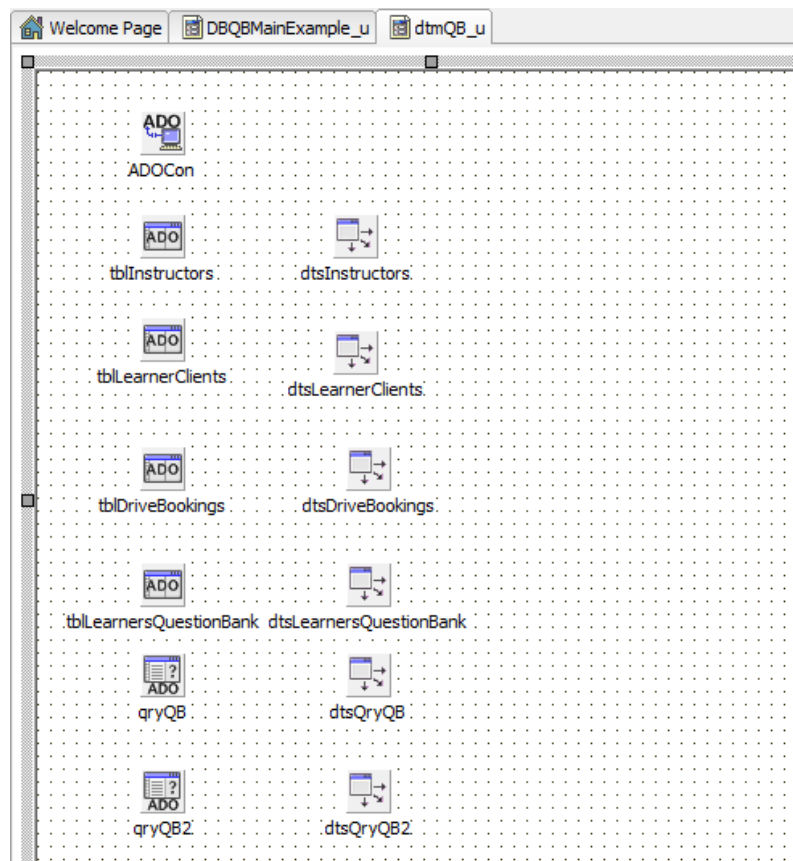 Welcome Page DBQBMainExample_u dtmQB_u
ADO
ADOCon
ADO
tblInstructors dtsInstructors
ADO
tblLearnerClients dtsLearnerClients
ADO
tblDriveBookings dtsDriveBookings
ADO
tblLearnersQuestionBank dtsLearnersQuestionBank
?
ADO
qryQB dtsQryQB
?
ADO
qryQB2 dtsQryQB2